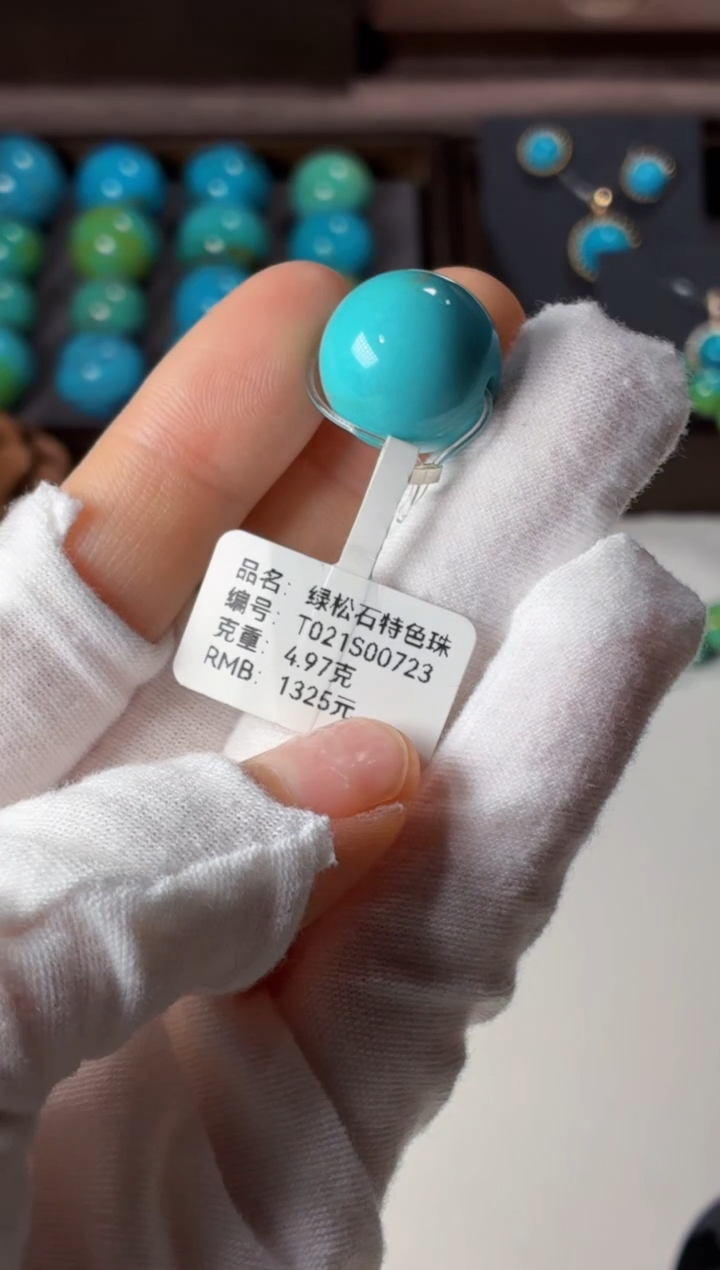 品名: 绿松石特色珠
编号: T021S00723
克重: 4.97克
RMB: 1325元